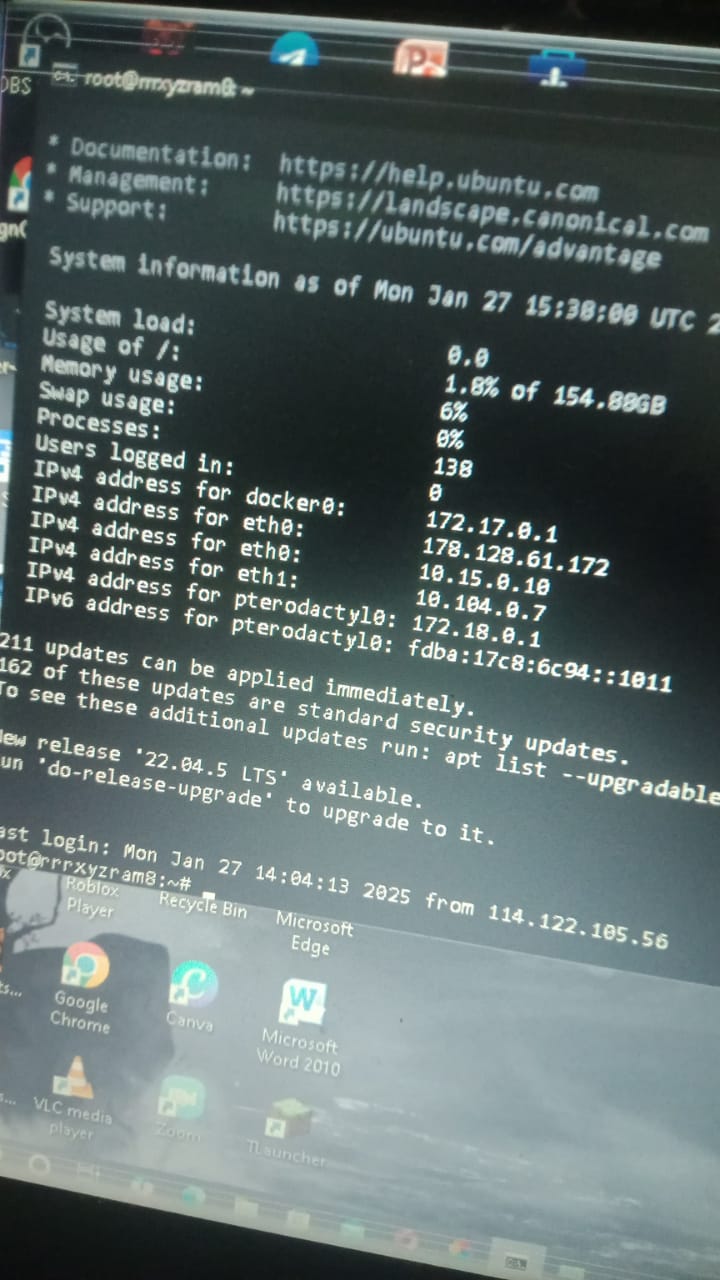 OBS
root@rrrxyzram8: ~
* Documentation: https://help.ubuntu.com
* Management: https://landscape.canonical.com
* Support: https://ubuntu.com/advantage
System information as of Mon Jan 27 15:38:00 UTC 2
System load: 0.0
Usage of /: 1.8% of 154.88GB
Memory usage: 6%
Swap usage: 0%
Processes: 138
Users logged in: 0
IPv4 address for docker0: 172.17.0.1
IPv4 address for eth0: 178.128.61.172
IPv4 address for eth0: 10.15.0.10
IPv4 address for eth1: 10.104.0.7
IPv4 address for pterodactyl0: 172.18.0.1
IPv6 address for pterodactyl0: fdba:17c8:6c94::1011
211 updates can be applied immediately.
162 of these updates are standard security updates.
To see these additional updates run: apt list --upgradable
New release '22.04.5 LTS' available.
un 'do-release-upgrade' to upgrade to it.
ast login: Mon Jan 27 14:04:13 2025 from 114.122.105.56
oot@rrrxyzram8:~#
Roblox Player
Recycle Bin
Microsoft Edge
Google Chrome
Canva
Microsoft Word 2010
VLC media player
Zoom
TLauncher